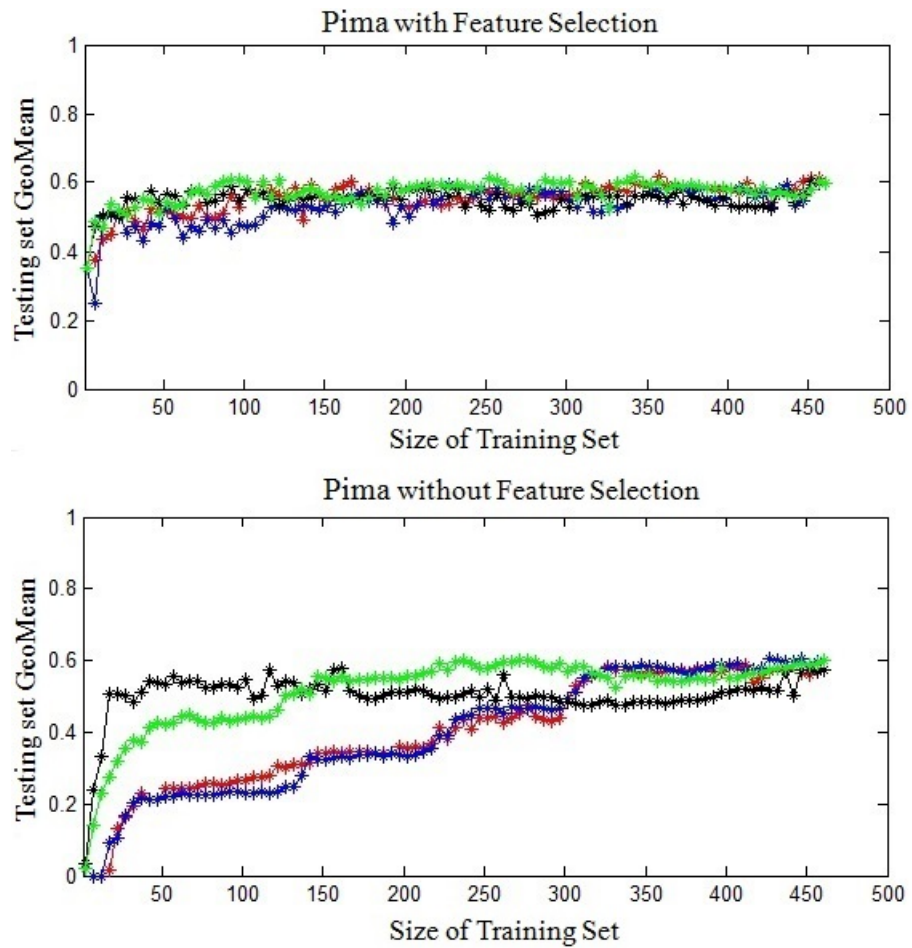 Pima with Feature Selection
1
0.8
0.6
0.4
0.2
0
Testing set GeoMean
50 100 150 200 250 300 350 400 450 500
Size of Training Set
Pima without Feature Selection
1
0.8
0.6
0.4
0.2
0
Testing set GeoMean
50 100 150 200 250 300 350 400 450 500
Size of Training Set